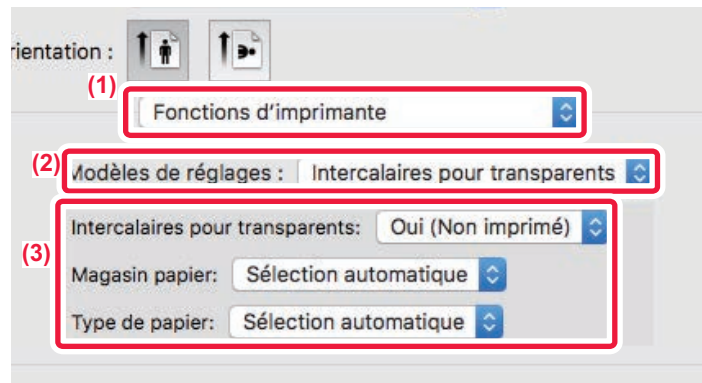 rientation :
(1)
Fonctions d'imprimante
(2)
Modèles de réglages : Intercalaires pour transparents
(3)
Intercalaires pour transparents: Oui (Non imprimé)
Magasin papier: Sélection automatique
Type de papier: Sélection automatique